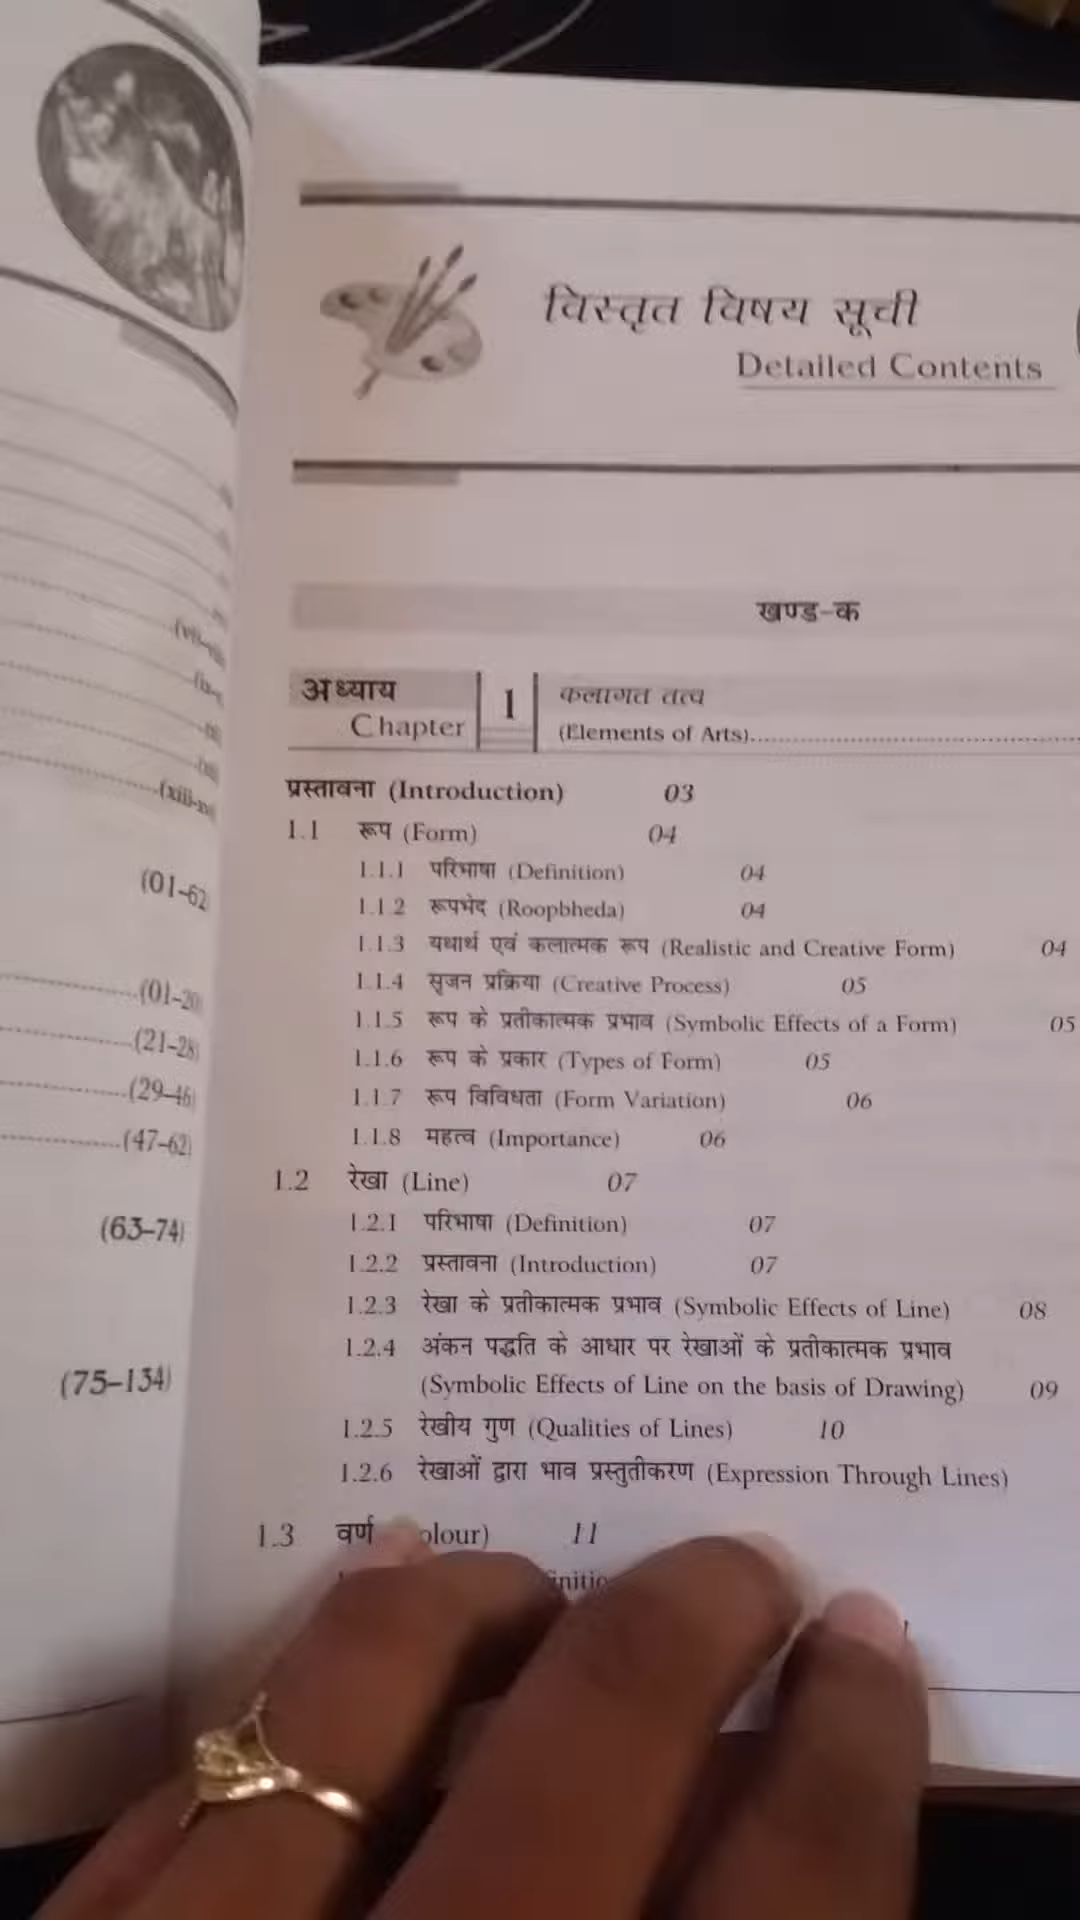 (01-62)
(01-20)
(21-28)
(29-46)
(47-62)
(63-74)
(75-134)
विस्तृत विषय सूची
Detailed Contents
खण्ड-क
अध्याय
Chapter
1
कलागत तत्व
(Elements of Arts)
प्रस्तावना (Introduction) 03
1.1 रूप (Form) 04
1.1.1 परिभाषा (Definition) 04
1.1.2 रूपभेद (Roopbheda) 04
1.1.3 यथार्थ एवं कलात्मक रूप (Realistic and Creative Form) 04
1.1.4 सृजन प्रक्रिया (Creative Process) 05
1.1.5 रूप के प्रतीकात्मक प्रभाव (Symbolic Effects of a Form) 05
1.1.6 रूप के प्रकार (Types of Form) 05
1.1.7 रूप विविधता (Form Variation) 06
1.1.8 महत्व (Importance) 06
1.2 रेखा (Line) 07
1.2.1 परिभाषा (Definition) 07
1.2.2 प्रस्तावना (Introduction) 07
1.2.3 रेखा के प्रतीकात्मक प्रभाव (Symbolic Effects of Line) 08
1.2.4 अंकन पद्धति के आधार पर रेखाओं के प्रतीकात्मक प्रभाव
(Symbolic Effects of Line on the basis of Drawing) 09
1.2.5 रेखीय गुण (Qualities of Lines) 10
1.2.6 रेखाओं द्वारा भाव प्रस्तुतीकरण (Expression Through Lines)
1.3 वर्ण olour) 11